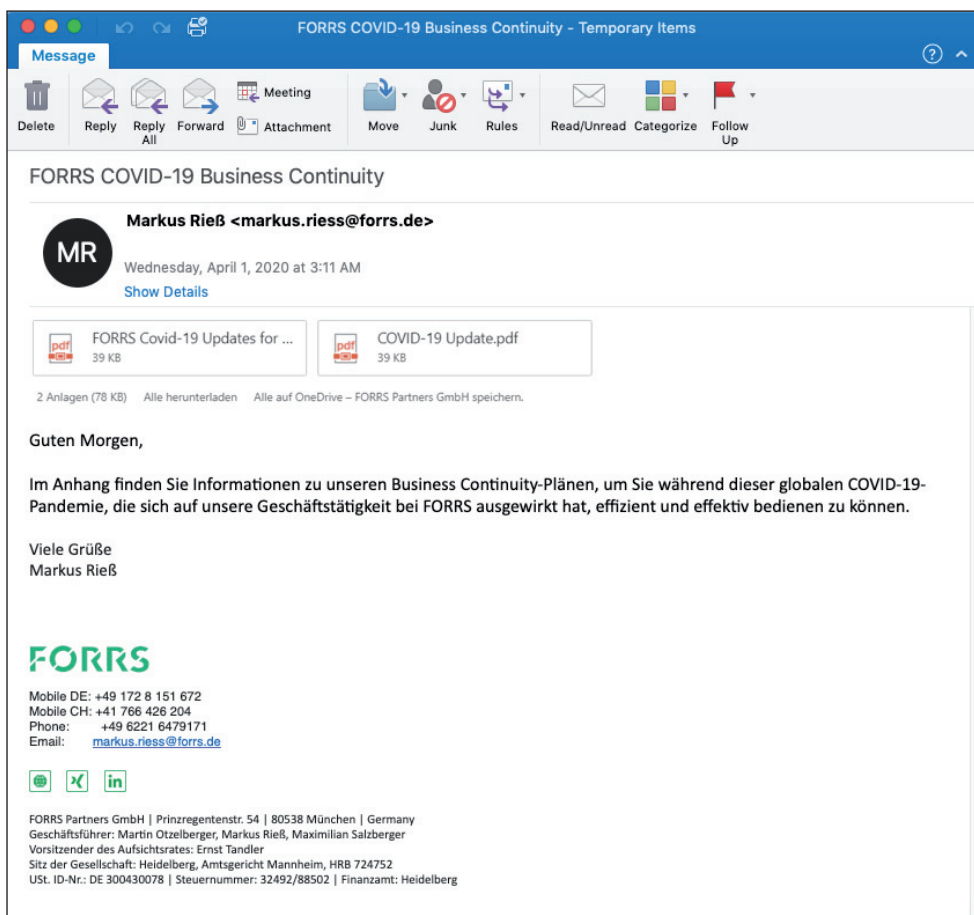 FORRS COVID-19 Business Continuity – Temporary Items
Message
Delete
Reply
Reply All
Forward
Meeting
Attachment
Move
Junk
Rules
Read/Unread
Categorize
Follow Up
FORRS COVID-19 Business Continuity
MR
Markus Rieß <markus.riess@forrs.de>
Wednesday, April 1, 2020 at 3:11 AM
Show Details
pdf
FORRS Covid-19 Updates for ...
39 KB
pdf
COVID-19 Update.pdf
39 KB
2 Anlagen (78 KB) Alle herunterladen Alle auf OneDrive – FORRS Partners GmbH speichern.
Guten Morgen,
Im Anhang finden Sie Informationen zu unseren Business Continuity-Plänen, um Sie während dieser globalen COVID-19-
Pandemie, die sich auf unsere Geschäftstätigkeit bei FORRS ausgewirkt hat, effizient und effektiv bedienen zu können.
Viele Grüße
Markus Rieß
FORRS
Mobile DE: +49 172 8 151 672
Mobile CH: +41 766 426 204
Phone: +49 6221 6479171
Email: markus.riess@forrs.de
in
FORRS Partners GmbH | Prinzregentenstr. 54 | 80538 München | Germany
Geschäftsführer: Martin Otzelberger, Markus Rieß, Maximilian Salzberger
Vorsitzender des Aufsichtsrates: Ernst Tandler
Sitz der Gesellschaft: Heidelberg, Amtsgericht Mannheim, HRB 724752
USt. ID-Nr.: DE 300430078 | Steuernummer: 32492/88502 | Finanzamt: Heidelberg